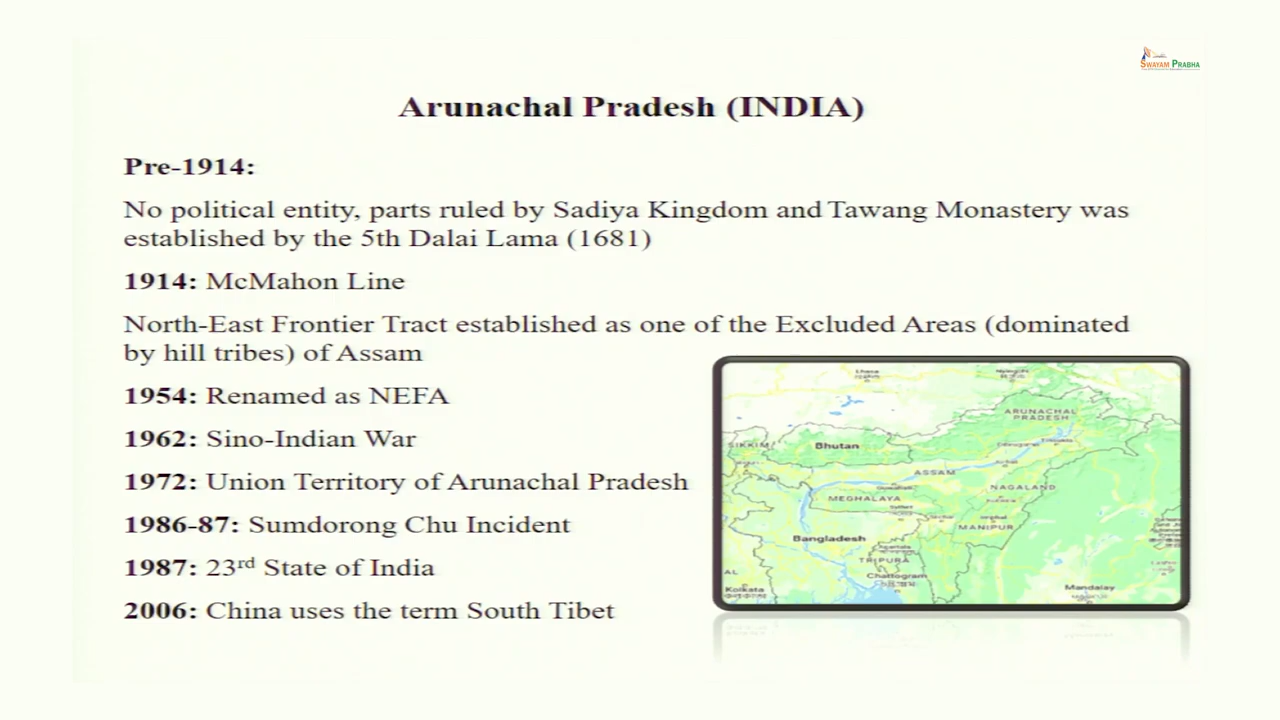 SWAYAM PRABHA
Arunachal Pradesh (INDIA)
Pre-1914:
No political entity, parts ruled by Sadiya Kingdom and Tawang Monastery was
established by the 5th Dalai Lama (1681)
1914: McMahon Line
North-East Frontier Tract established as one of the Excluded Areas (dominated
by hill tribes) of Assam
1954: Renamed as NEFA
1962: Sino-Indian War
1972: Union Territory of Arunachal Pradesh
1986-87: Sumdorong Chu Incident
1987: 23rd State of India
2006: China uses the term South Tibet
Lhasa
ARUNACHAL
PRADESH
SIKKIM
Bhutan
ASSAM
NAGALAND
MEGHALAYA
MANIPUR
Bangladesh
TRIPURA
Chattogram
Kolkata
Mandalay